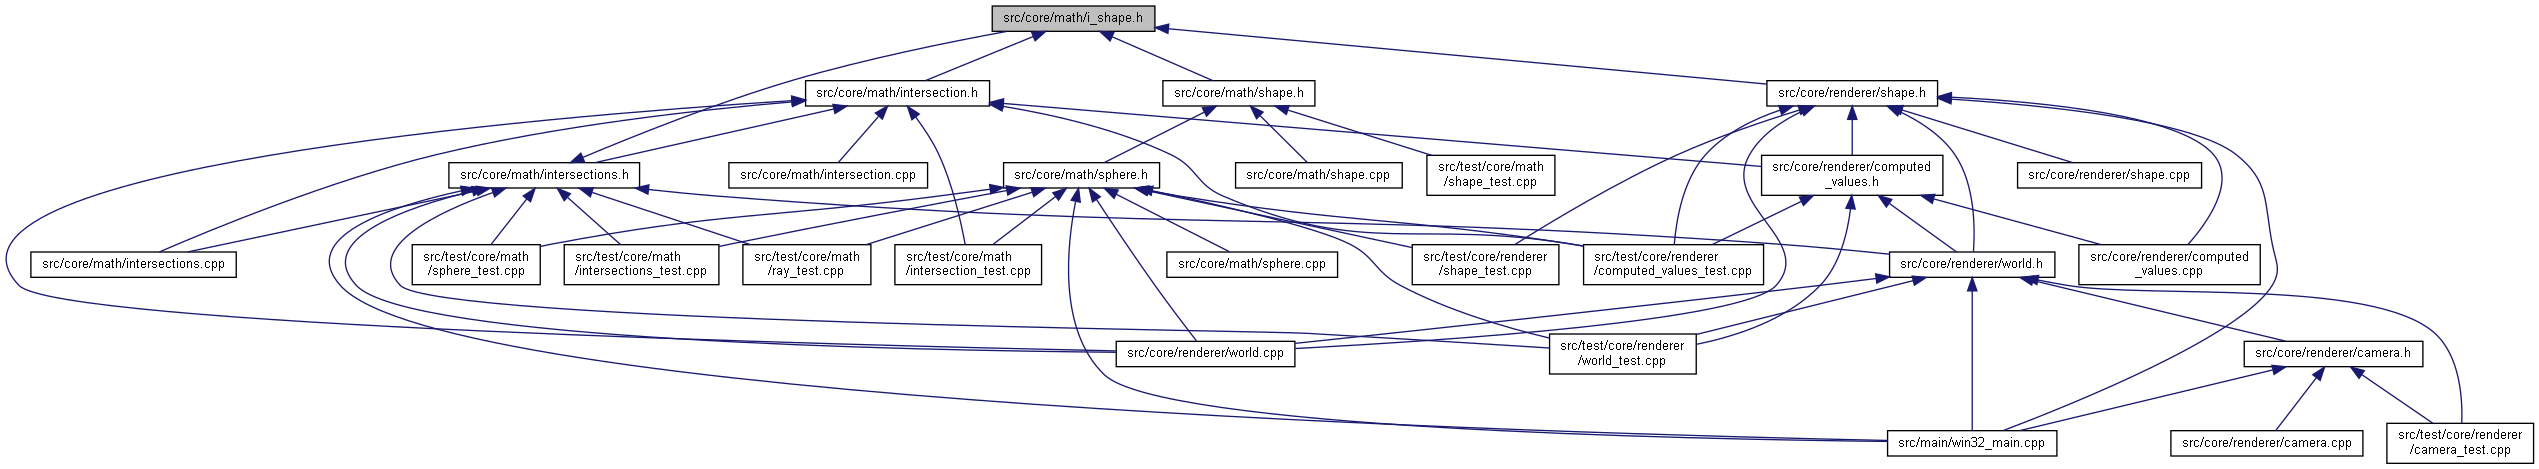 src/core/math/i_shape.h
src/core/math/intersection.h
src/core/math/shape.h
src/core/renderer/shape.h
src/core/math/intersections.h
src/core/math/intersection.cpp
src/core/math/sphere.h
src/core/math/shape.cpp
src/test/core/math
/shape_test.cpp
src/core/renderer/computed
_values.h
src/core/renderer/shape.cpp
src/core/math/intersections.cpp
src/test/core/math
/sphere_test.cpp
src/test/core/math
/intersections_test.cpp
src/test/core/math
/ray_test.cpp
src/test/core/math
/intersection_test.cpp
src/core/math/sphere.cpp
src/test/core/renderer
/shape_test.cpp
src/test/core/renderer
/computed_values_test.cpp
src/core/renderer/world.h
src/core/renderer/computed
_values.cpp
src/core/renderer/world.cpp
src/test/core/renderer
/world_test.cpp
src/core/renderer/camera.h
src/main/win32_main.cpp
src/core/renderer/camera.cpp
src/test/core/renderer
/camera_test.cpp